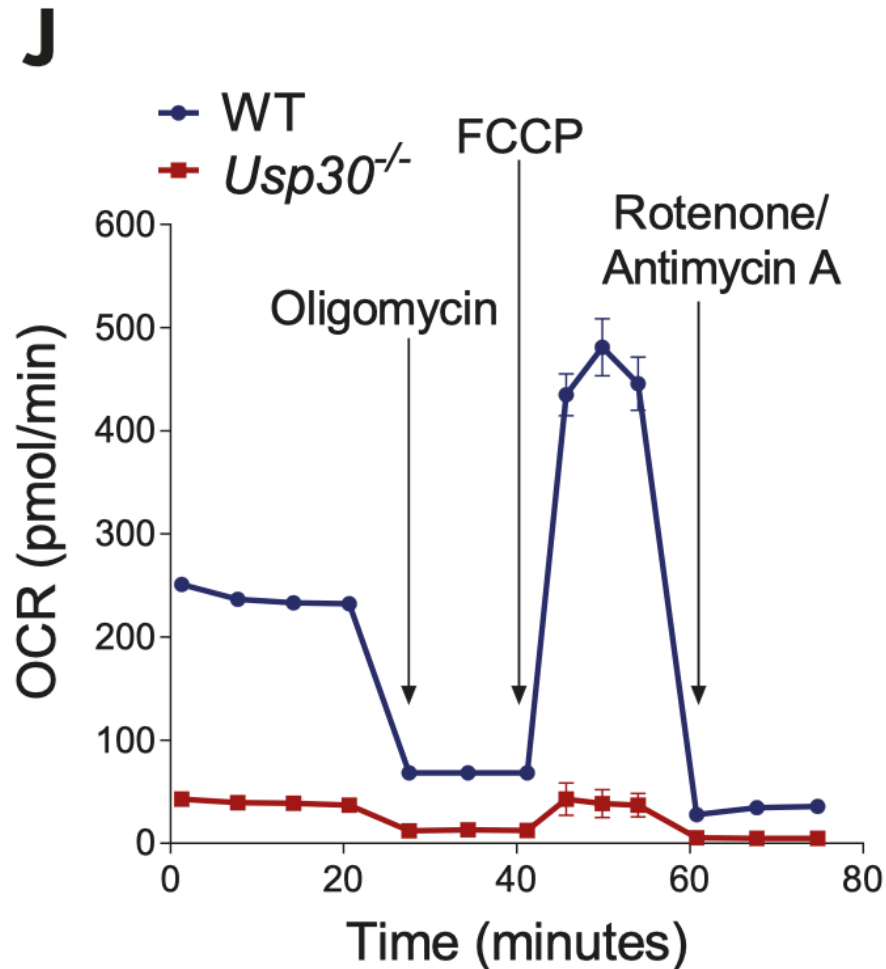 J
WT
Usp30-/-
FCCP
Rotenone/
Antimycin A
Oligomycin
600
500
400
300
200
100
0
OCR (pmol/min)
0 20 40 60 80
Time (minutes)